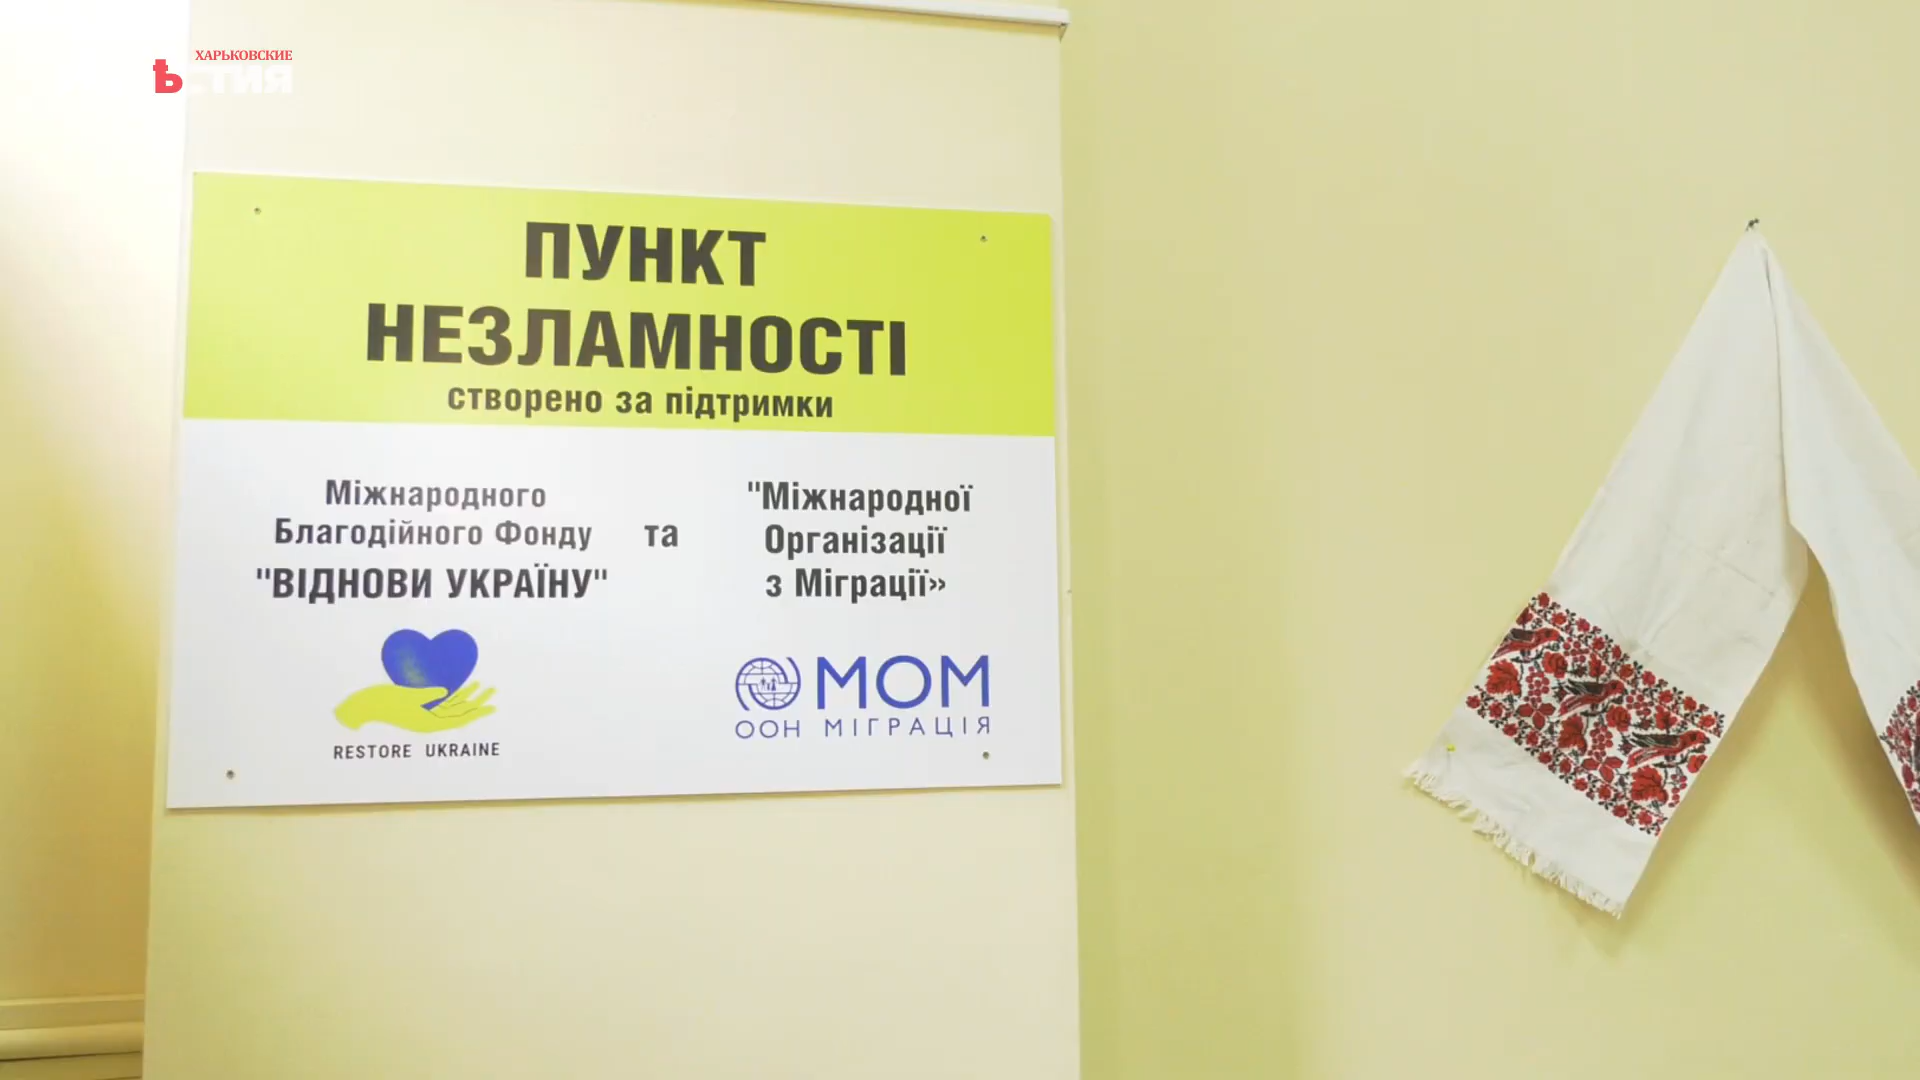 ХАРЬКОВСКИЕ
ѢСТИЯ
ПУНКТ
НЕЗЛАМНОСТІ
створено за підтримки
Міжнародного
Благодійного Фонду
"ВІДНОВИ УКРАЇНУ"
та
"Міжнародної
Організації
з Міграції»
RESTORE UKRAINE
МОМ
ООН МІГРАЦІЯ